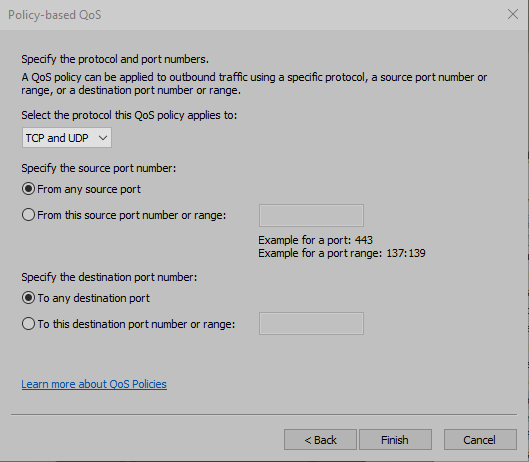 Policy-based QoS
Specify the protocol and port numbers.
A QoS policy can be applied to outbound traffic using a specific protocol, a source port number or
range, or a destination port number or range.
Select the protocol this QoS policy applies to:
TCP and UDP
Specify the source port number:
From any source port
From this source port number or range:
Example for a port: 443
Example for a port range: 137:139
Specify the destination port number:
To any destination port
To this destination port number or range:
Learn more about QoS Policies
< Back
Finish
Cancel